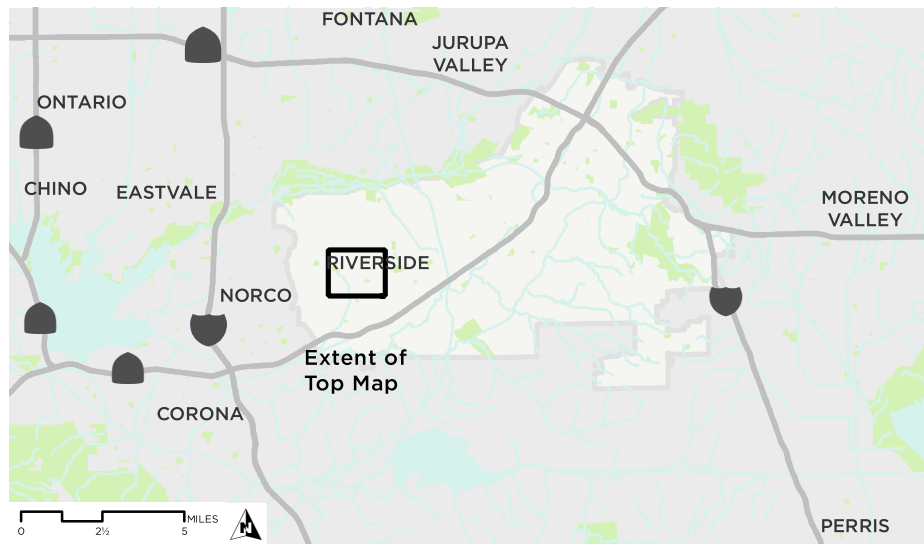 FONTANA
JURUPA
VALLEY
ONTARIO
CHINO
EASTVALE
MORENO
VALLEY
RIVERSIDE
NORCO
Extent of
Top Map
CORONA
PERRIS
MILES
0
2½
5
N